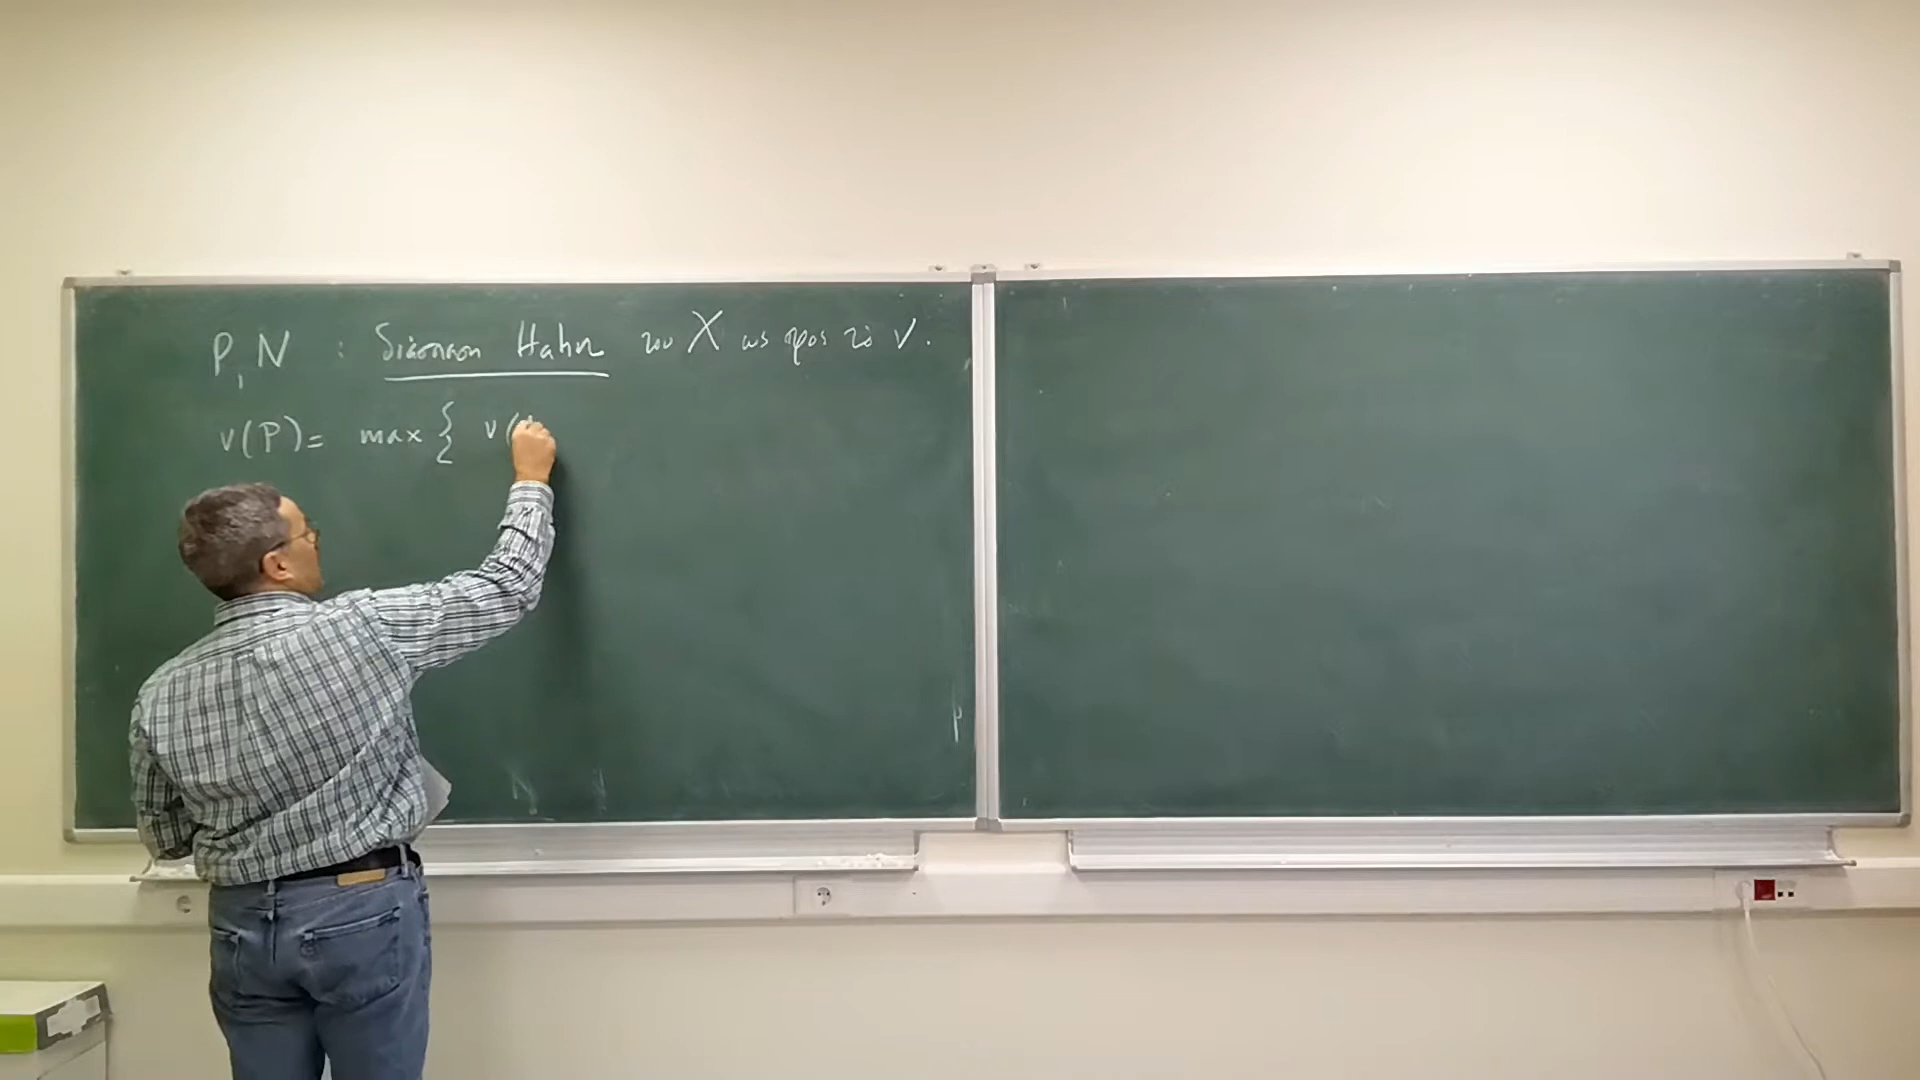 P, N : διάσπαση Hahn του X ως προς το ν.
ν(P) = max { ν(